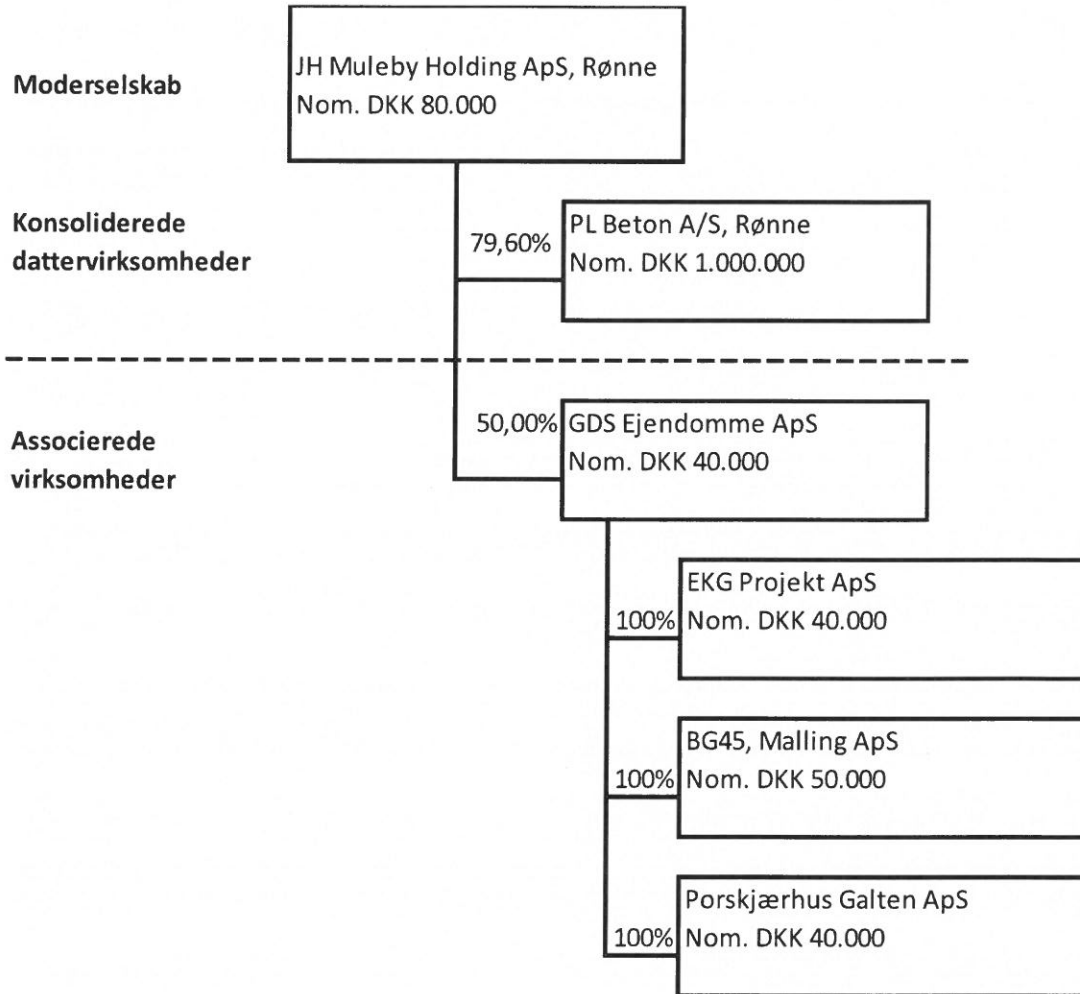 Moderselskab
JH Muleby Holding ApS, Rønne
Nom. DKK 80.000
Konsoliderede
dattervirksomheder
79,60%
PL Beton A/S, Rønne
Nom. DKK 1.000.000
Associerede
virksomheder
50,00%
GDS Ejendomme ApS
Nom. DKK 40.000
100%
EKG Projekt ApS
Nom. DKK 40.000
100%
BG45, Malling ApS
Nom. DKK 50.000
100%
Porskjærhus Galten ApS
Nom. DKK 40.000